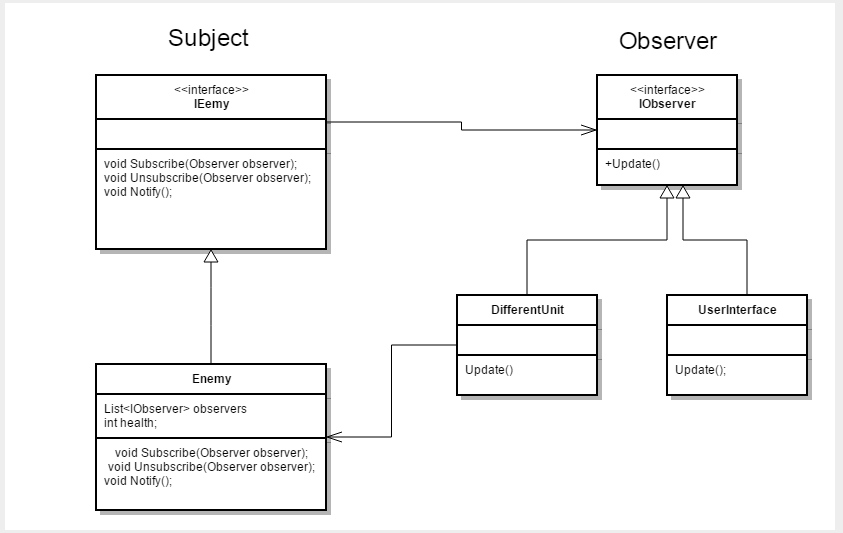 Subject
Observer
<<interface>>
IEemy
void Subscribe(Observer observer);
void Unsubscribe(Observer observer);
void Notify();
<<interface>>
IObserver
+Update()
DifferentUnit
Update()
UserInterface
Update();
Enemy
List<IObserver> observers
int health;
void Subscribe(Observer observer);
void Unsubscribe(Observer observer);
void Notify();